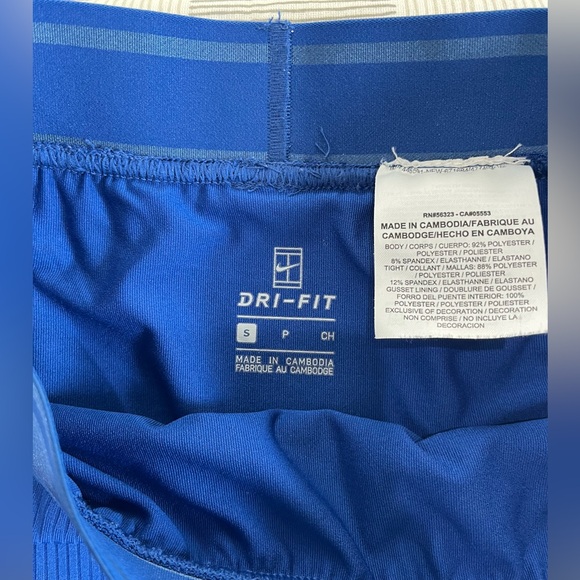 RN#56323 - CA#05553
MADE IN CAMBODIA/FABRIQUE AU
CAMBODGE/HECHO EN CAMBOYA
BODY / CORPS / CUERPO: 92% POLYESTER /
POLYESTER / POLIESTER
8% SPANDEX / ELASTHANNE / ELASTANO
TIGHT / COLLANT / MALLAS: 88% POLYESTER /
POLYESTER / POLIESTER
12% SPANDEX / ELASTHANNE / ELASTANO
GUSSET LINING / DOUBLURE DE GOUSSET /
FORRO DEL PUENTE INTERIOR: 100%
POLYESTER / POLYESTER / POLIESTER
EXCLUSIVE OF DECORATION / DECORATION
NON COMPRISE / NO INCLUYE LA
DECORACION
DRI-FIT
S P CH
MADE IN CAMBODIA
FABRIQUE AU CAMBODGE